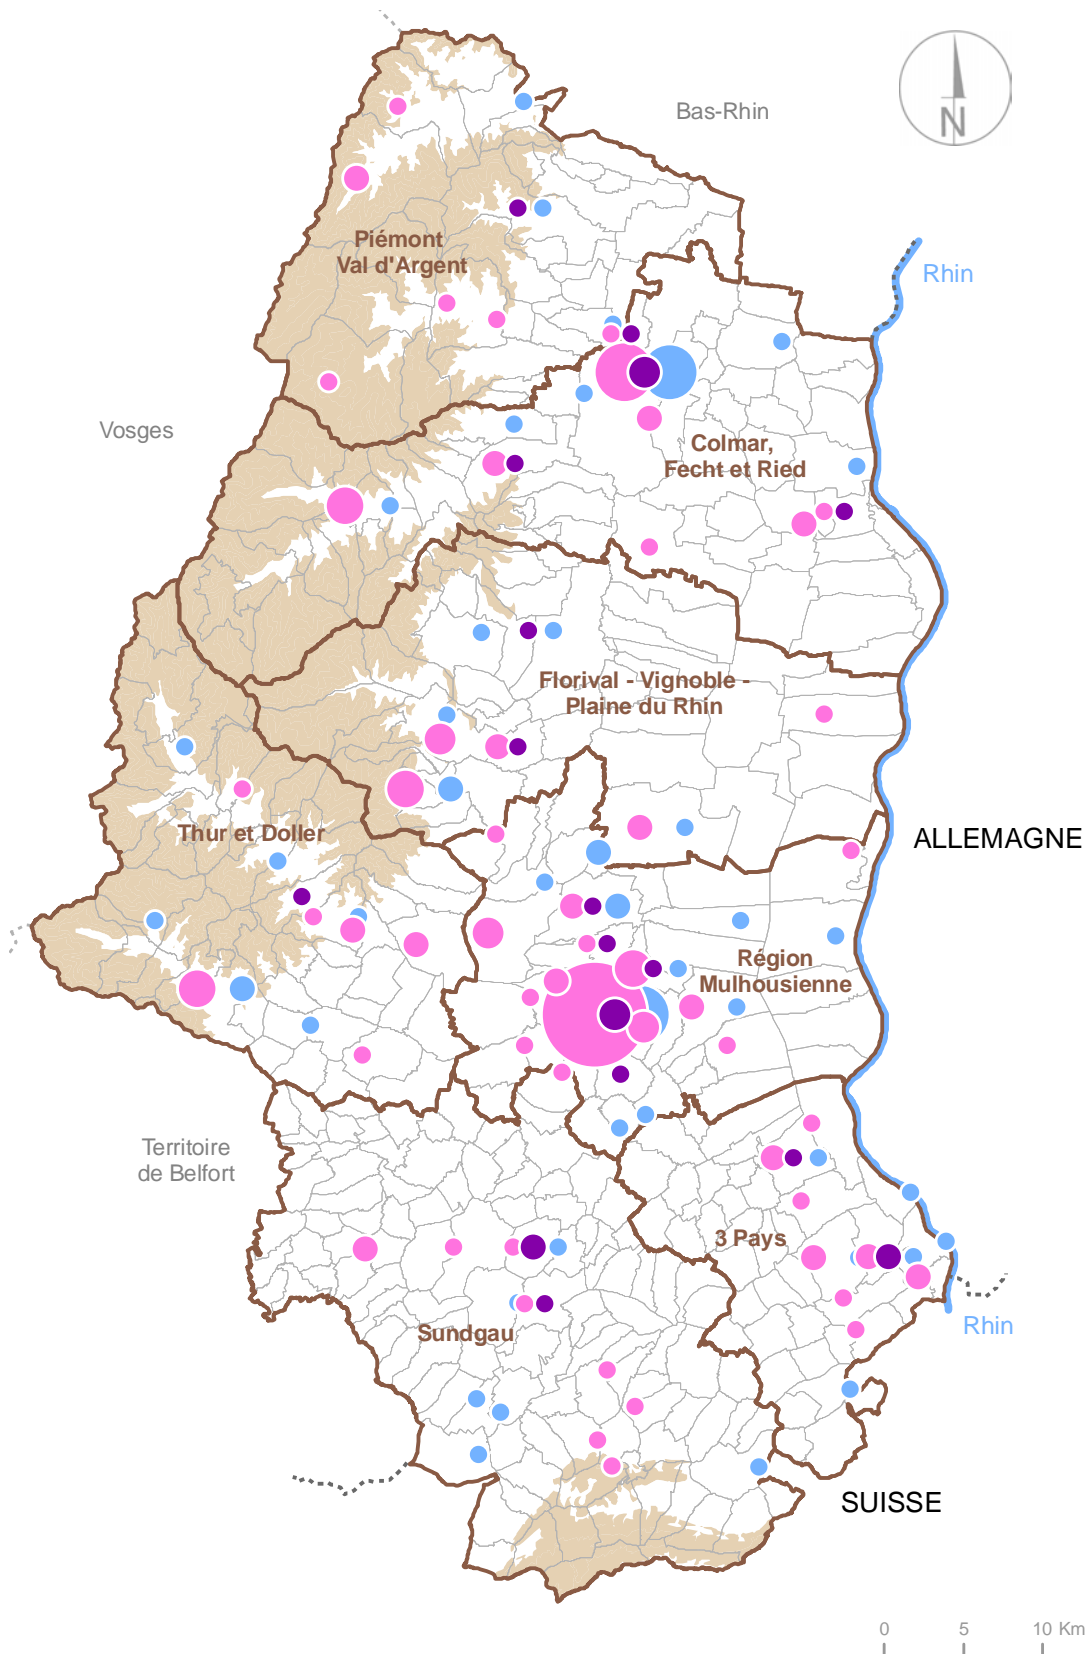 Bas-Rhin
N
Piémont
Val d'Argent
Rhin
Vosges
Colmar,
Fecht et Ried
Florival - Vignoble -
Plaine du Rhin
Thur et Doller
ALLEMAGNE
Région
Mulhousienne
Territoire
de Belfort
3 Pays
Sundgau
Rhin
SUISSE
0 5 10 Km